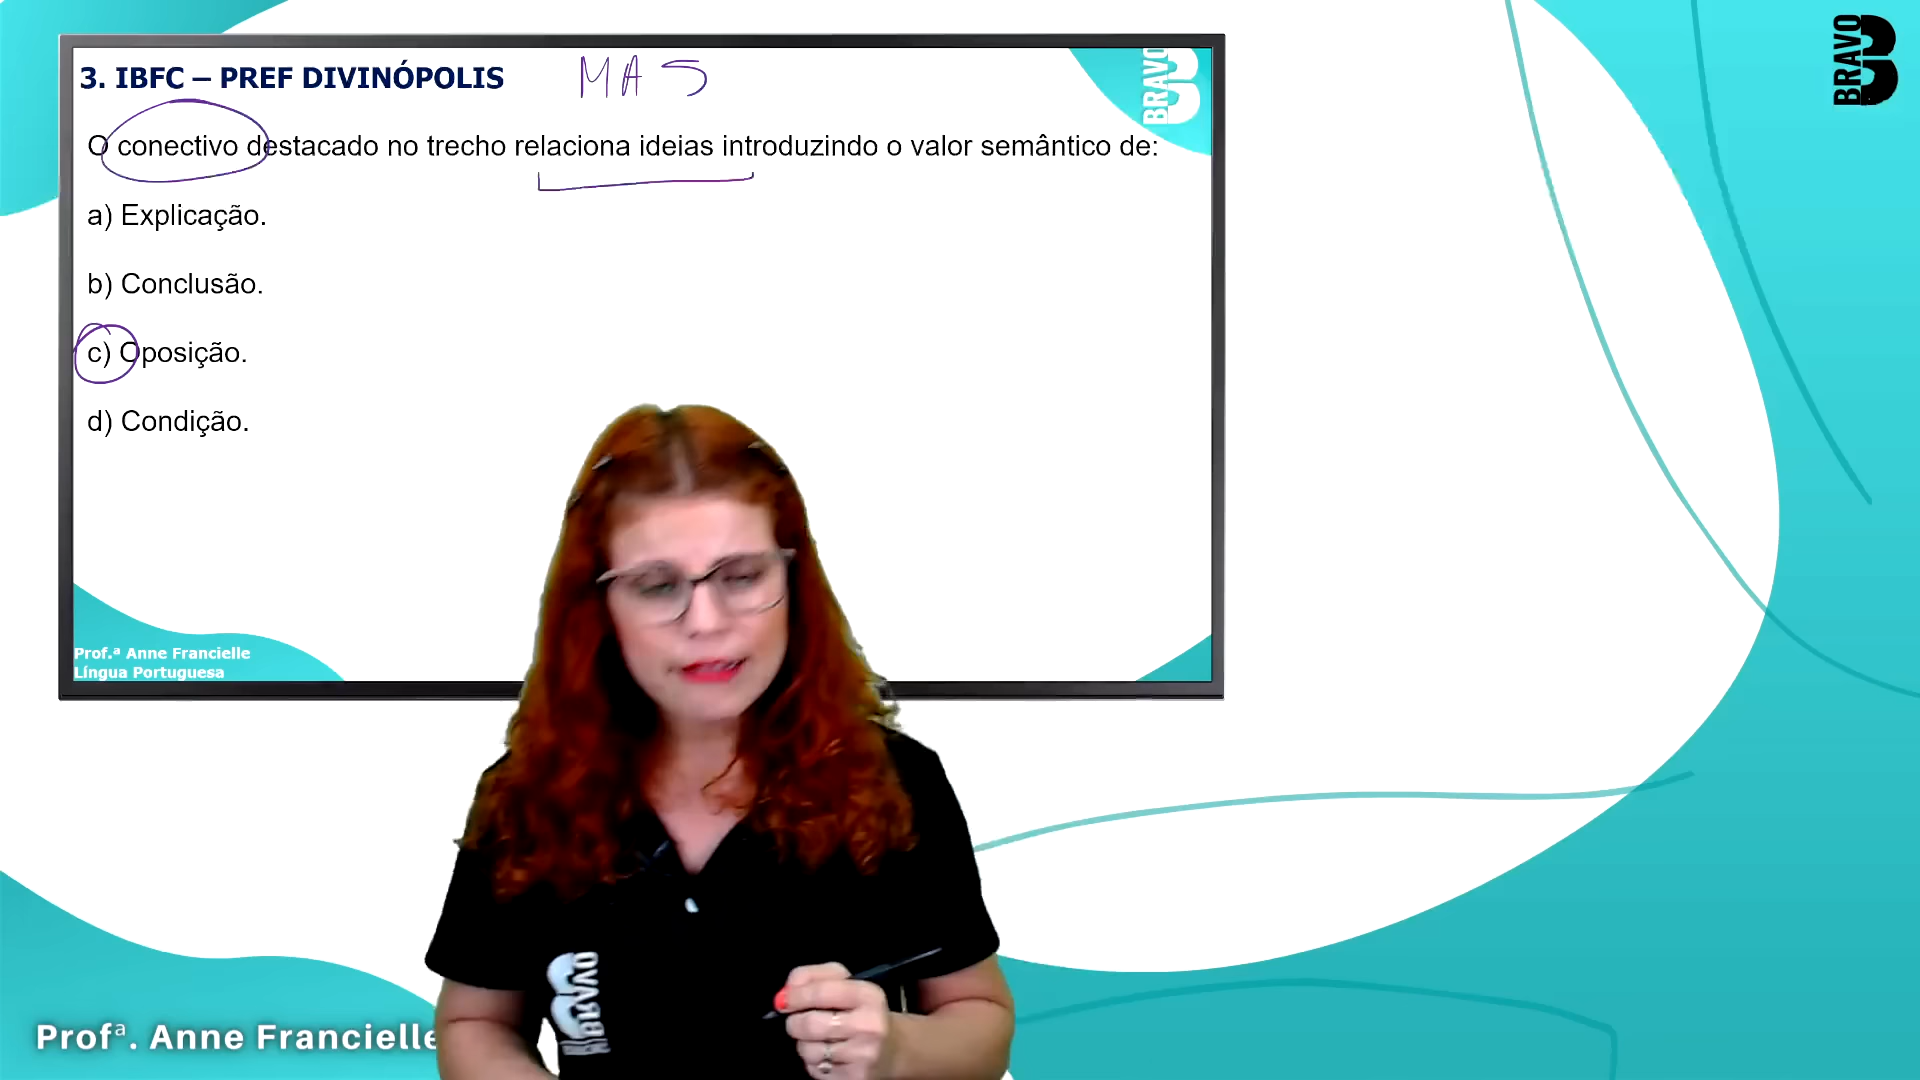 BRAVO
3. IBFC – PREF DIVINÓPOLIS MAS
BRAVO
O conectivo destacado no trecho relaciona ideias introduzindo o valor semântico de:
a) Explicação.
b) Conclusão.
c) Oposição.
d) Condição.
Prof.ª Anne Francielle
Língua Portuguesa
BRAVO
Profª. Anne Francielle